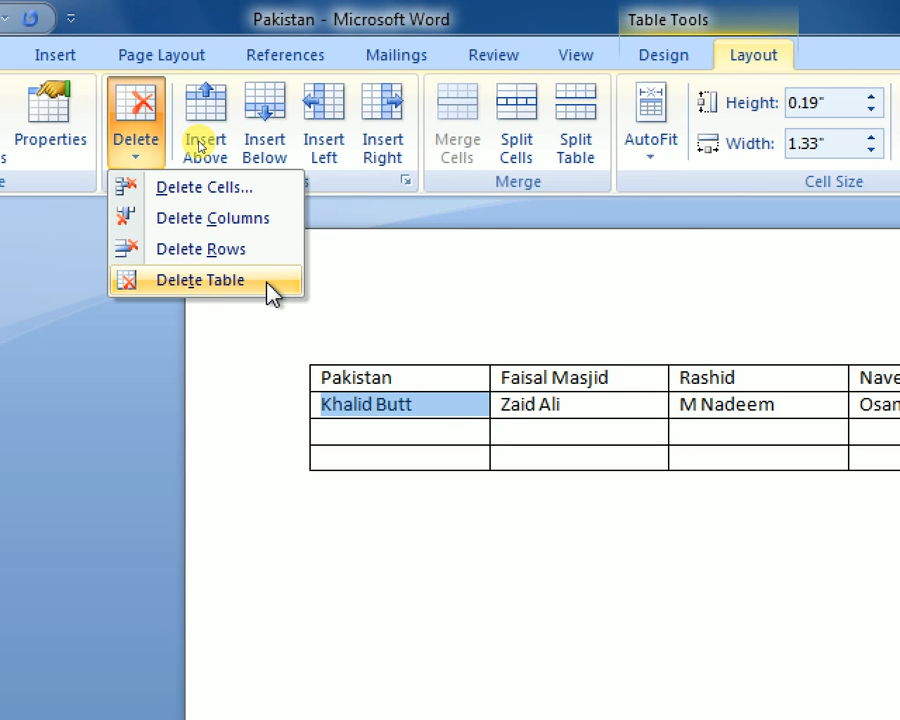 Pakistan - Microsoft Word
Table Tools
Insert
Page Layout
References
Mailings
Review
View
Design
Layout
Properties
Delete
Insert Above
Insert Below
Insert Left
Insert Right
Merge Cells
Split Cells
Split Table
AutoFit
Height: 0.19"
Width: 1.33"
Merge
Cell Size
Delete Cells...
Delete Columns
Delete Rows
Delete Table
Pakistan Faisal Masjid Rashid
Khalid Butt Zaid Ali M Nadeem